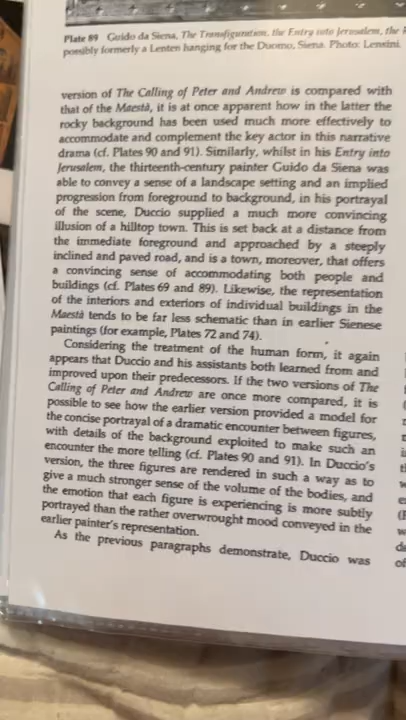 Plate 89 Guido da Siena, The Transfiguration, the Entry into Jerusalem, the
possibly formerly a Lenten hanging for the Duomo, Siena. Photo: Lensini.
version of The Calling of Peter and Andrew is compared with
that of the Maestà, it is at once apparent how in the latter the
rocky background has been used much more effectively to
accommodate and complement the key actor in this narrative
drama (cf. Plates 90 and 91). Similarly, whilst in his Entry into
Jerusalem, the thirteenth-century painter Guido da Siena was
able to convey a sense of a landscape setting and an implied
progression from foreground to background, in his portrayal
of the scene, Duccio supplied a much more convincing
illusion of a hilltop town. This is set back at a distance from
the immediate foreground and approached by a steeply
inclined and paved road, and is a town, moreover, that offers
a convincing sense of accommodating both people and
buildings (cf. Plates 69 and 89). Likewise, the representation
of the interiors and exteriors of individual buildings in the
Maestà tends to be far less schematic than in earlier Sienese
paintings (for example, Plates 72 and 74).
Considering the treatment of the human form, it again
appears that Duccio and his assistants both learned from and
improved upon their predecessors. If the two versions of The
Calling of Peter and Andrew are once more compared, it is
possible to see how the earlier version provided a model for
the concise portrayal of a dramatic encounter between figures,
with details of the background exploited to make such an
encounter the more telling (cf. Plates 90 and 91). In Duccio's
version, the three figures are rendered in such a way as to
give a much stronger sense of the volume of the bodies, and
the emotion that each figure is experiencing is more subtly
portrayed than the rather overwrought mood conveyed in the
earlier painter's representation.
As the previous paragraphs demonstrate, Duccio was